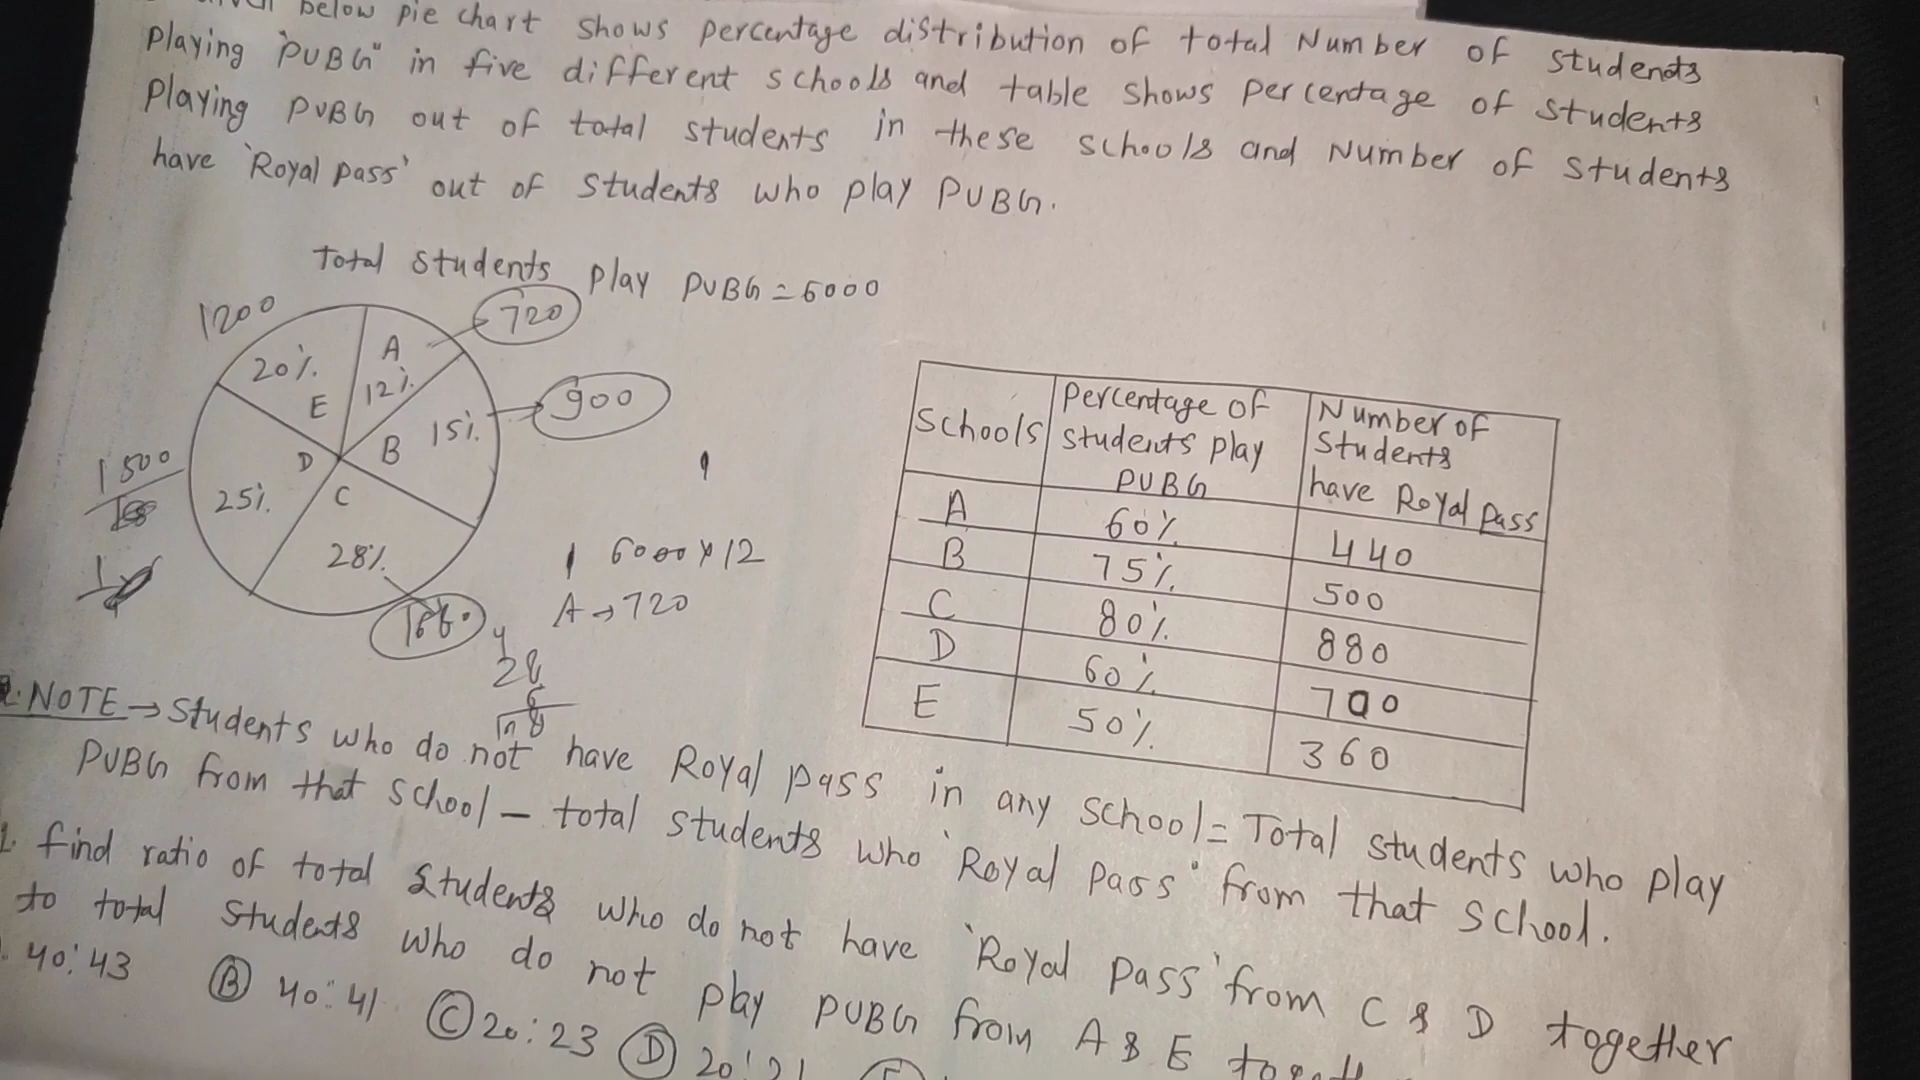 below pie chart shows percentage distribution of total Number of students
playing "PUBG" in five different schools and table shows percentage of students
Playing PUBG out of total students in these schools and Number of students
have 'Royal pass' out of students who play PUBG.
Total students play PUBG = 6000
1200
720
20%
E
A
12%
900
15%
B
1500
D
25%
C
28%
6000 x 12
A → 720
28
Schools Percentage of students play PUBG Number of students have Royal pass
A 60% 440
B 75% 500
C 80% 880
D 60% 700
E 50% 360
NOTE → Students who do not have Royal pass in any school = Total students who play
PUBG from that school - total students who 'Royal pass' from that school.
1. find ratio of total students who do not have 'Royal pass' from C & D together
to total students who do not play PUBG from A & E
40:43 (B) 40:41 (C) 20:23 (D) 20:21